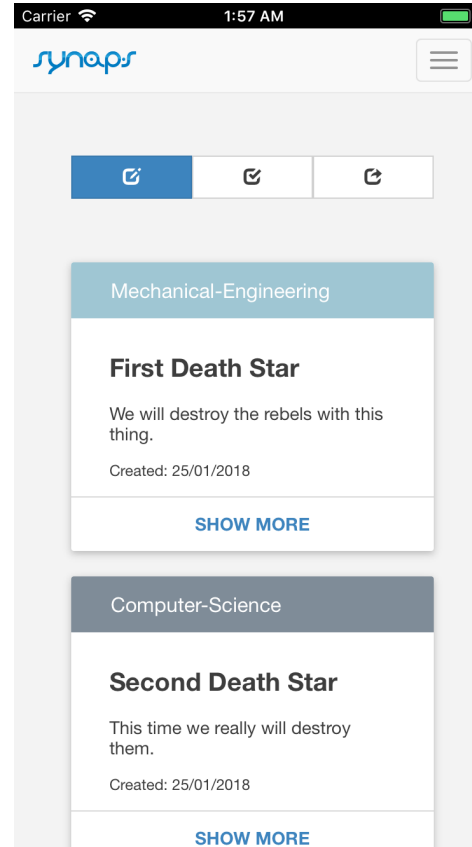 Carrier 1:57 AM
synaps
Mechanical-Engineering
First Death Star
We will destroy the rebels with this
thing.
Created: 25/01/2018
SHOW MORE
Computer-Science
Second Death Star
This time we really will destroy
them.
Created: 25/01/2018
SHOW MORE